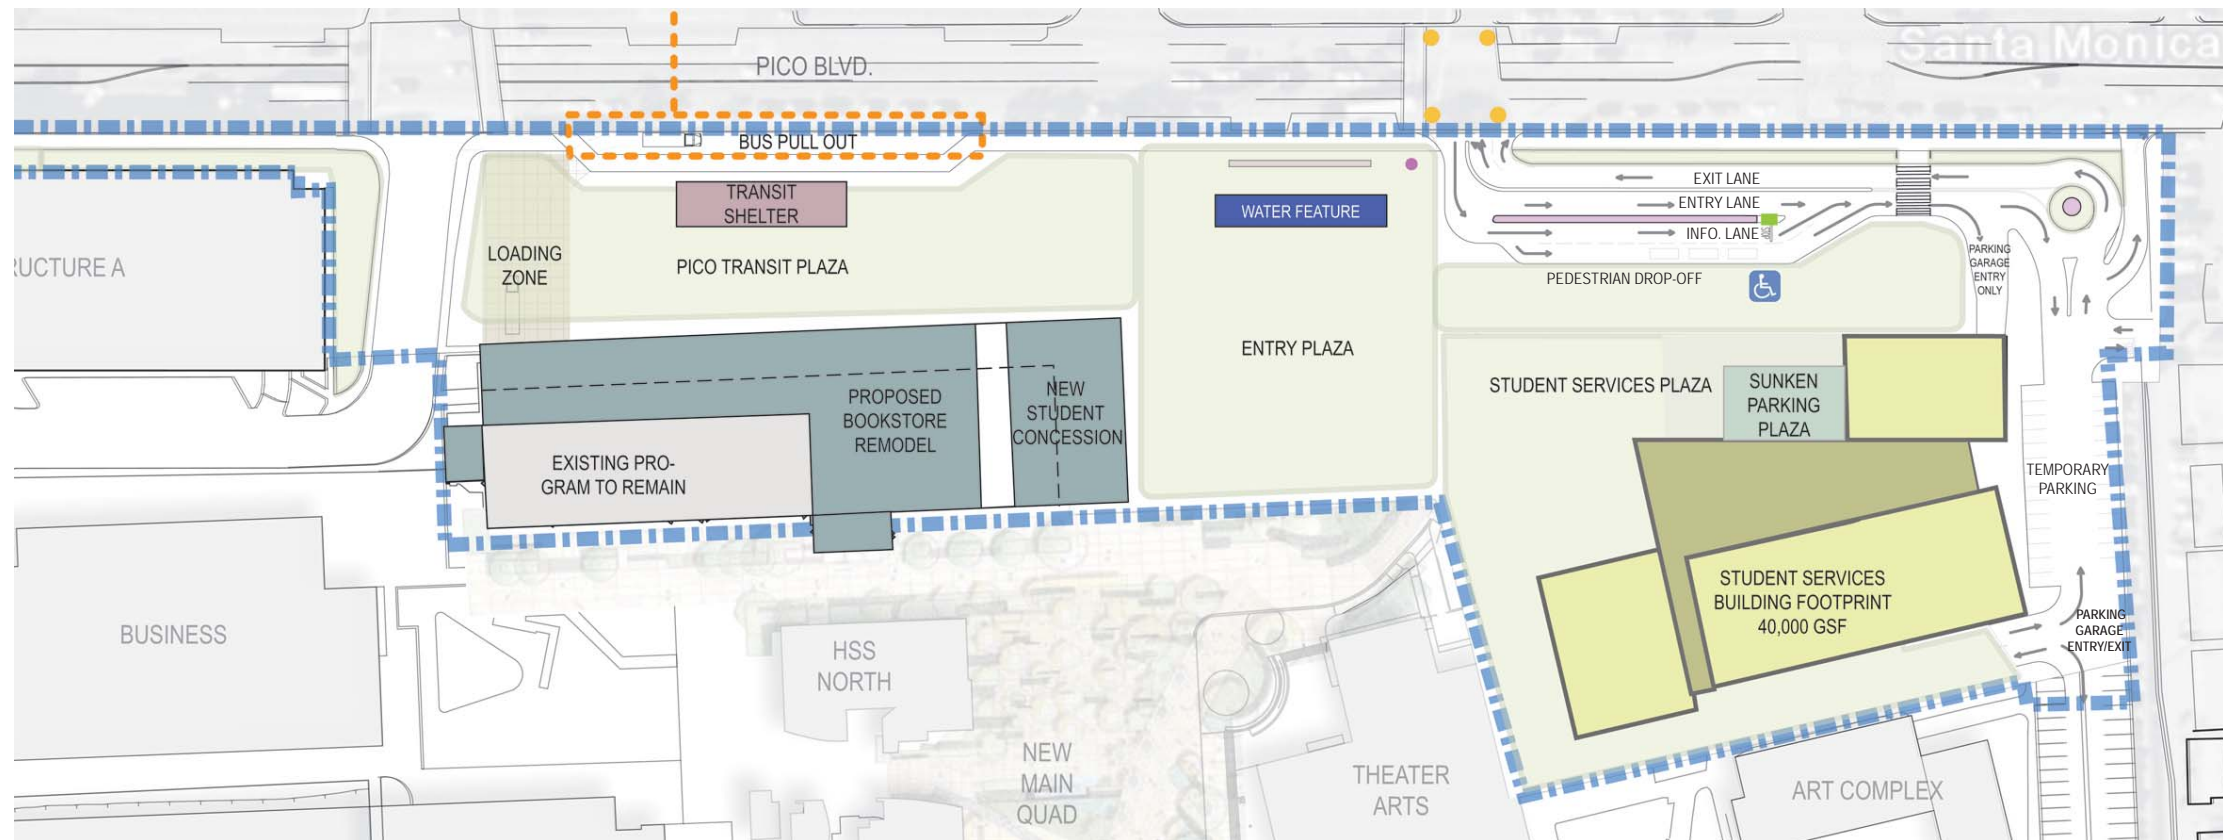 Santa Monica
PICO BLVD.
BUS PULL OUT
TRANSIT
SHELTER
WATER FEATURE
EXIT LANE
ENTRY LANE
INFO. LANE
LOADING
ZONE
PICO TRANSIT PLAZA
PEDESTRIAN DROP-OFF
PARKING
GARAGE
ENTRY
ONLY
RUCTURE A
ENTRY PLAZA
STUDENT SERVICES PLAZA
SUNKEN
PARKING
PLAZA
PROPOSED
BOOKSTORE
REMODEL
NEW
STUDENT
CONCESSION
EXISTING PRO-
GRAM TO REMAIN
TEMPORARY
PARKING
STUDENT SERVICES
BUILDING FOOTPRINT
40,000 GSF
PARKING
GARAGE
ENTRY/EXIT
BUSINESS
HSS
NORTH
NEW
MAIN
QUAD
THEATER
ARTS
ART COMPLEX